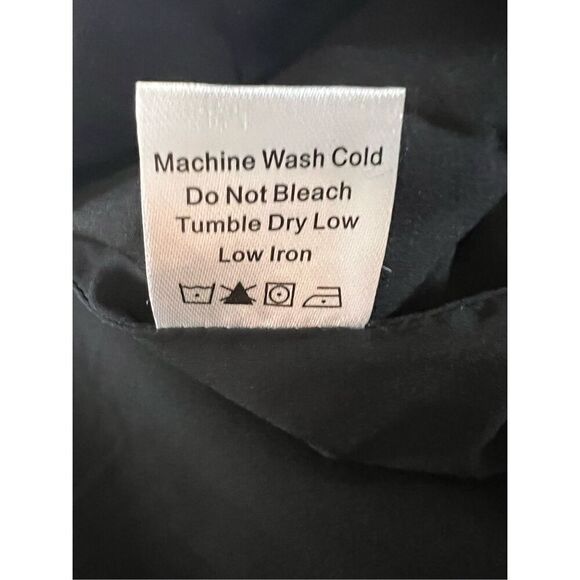 Machine Wash Cold
Do Not Bleach
Tumble Dry Low
Low Iron